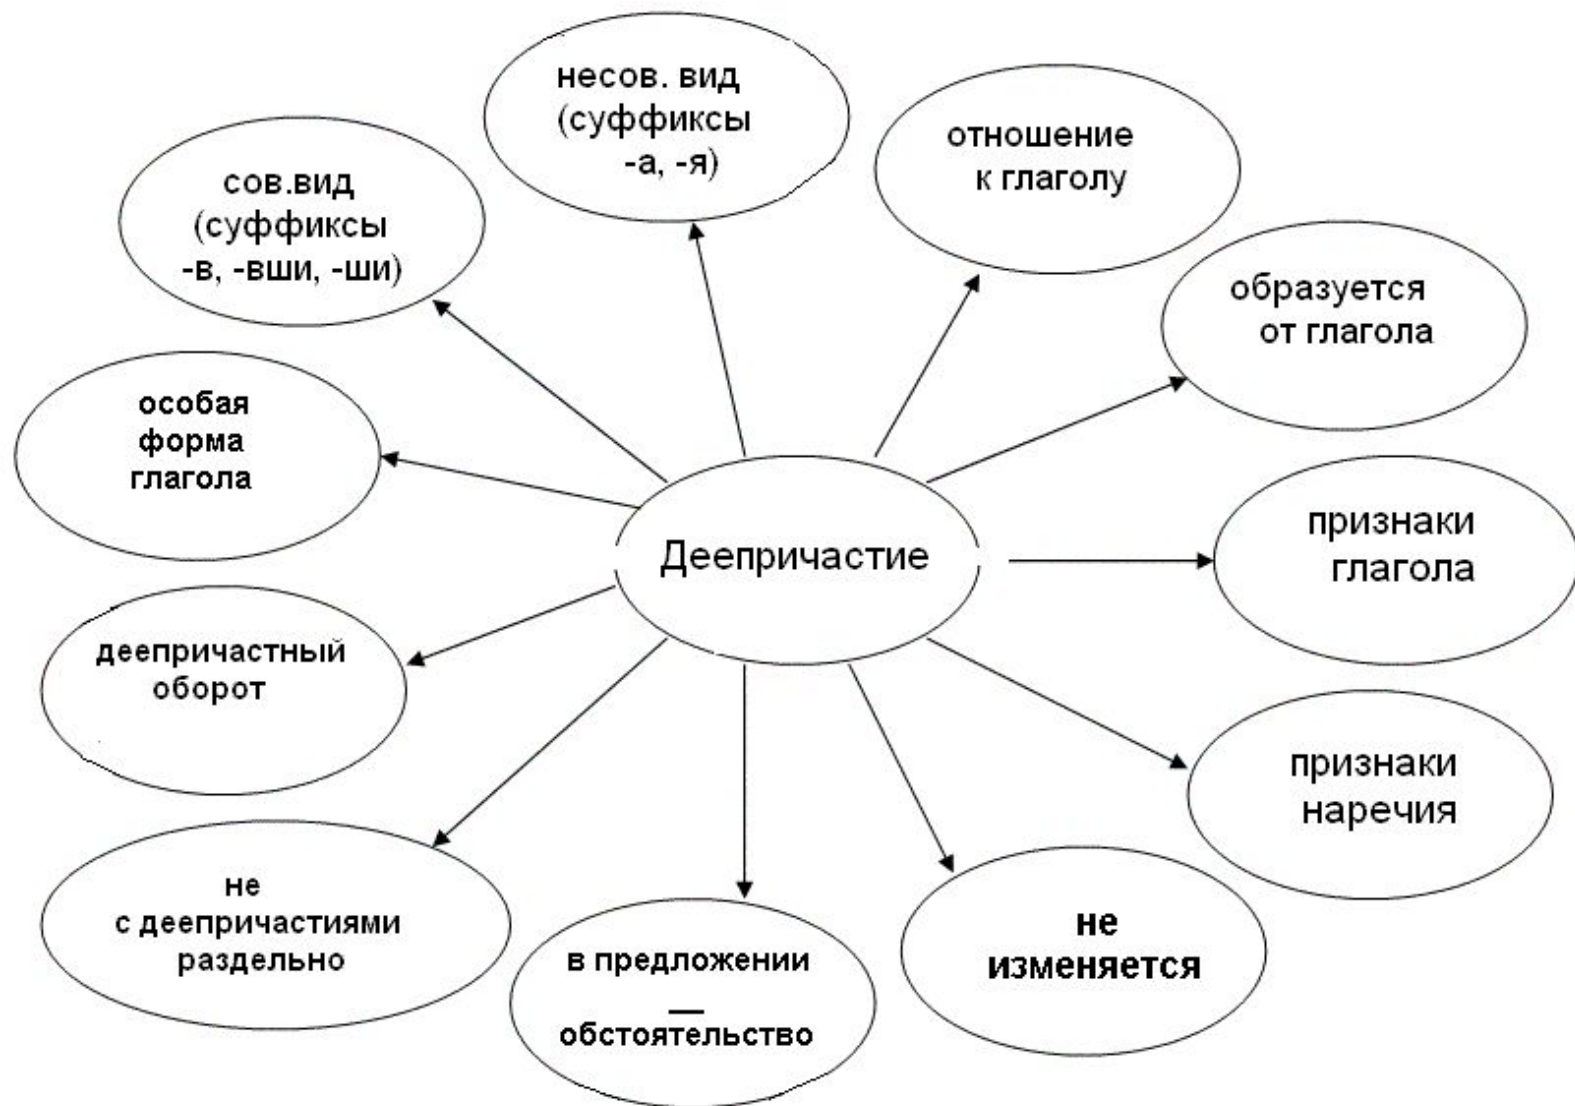 несов. вид
(суффиксы
-а, -я)
отношение
к глаголу
сов.вид
(суффиксы
-в, -вши, -ши)
образуется
от глагола
особая
форма
глагола
Деепричастие
признаки
глагола
деепричастный
оборот
признаки
наречия
не
с деепричастиями
раздельно
в предложении
—
обстоятельство
не
изменяется